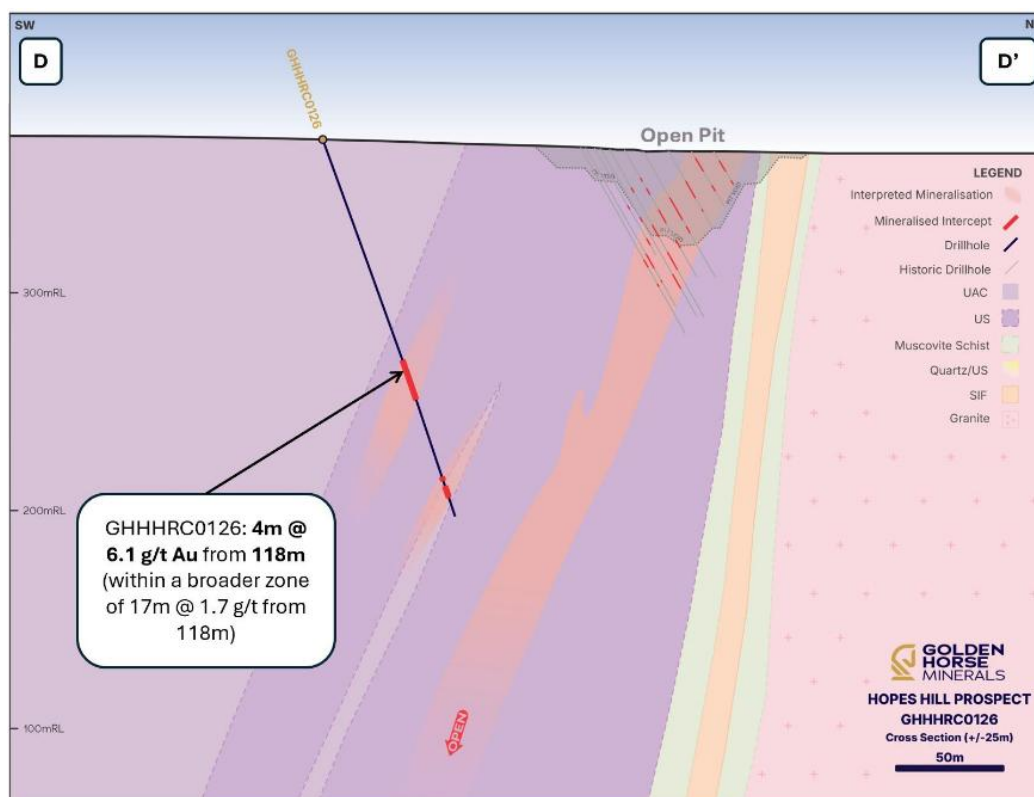 SW
N
D
D’
GHHHRC0126
Open Pit
LEGEND
Interpreted Mineralisation
Mineralised Intercept
Drillhole
Historic Drillhole
UAC
US
Muscovite Schist
Quartz/US
SIF
Granite
300mRL
200mRL
100mRL
GHHHRC0126: 4m @
6.1 g/t Au from 118m
(within a broader zone
of 17m @ 1.7 g/t from
118m)
OPEN
GOLDEN
HORSE
MINERALS
HOPES HILL PROSPECT
GHHHRC0126
Cross Section (+/-25m)
50m